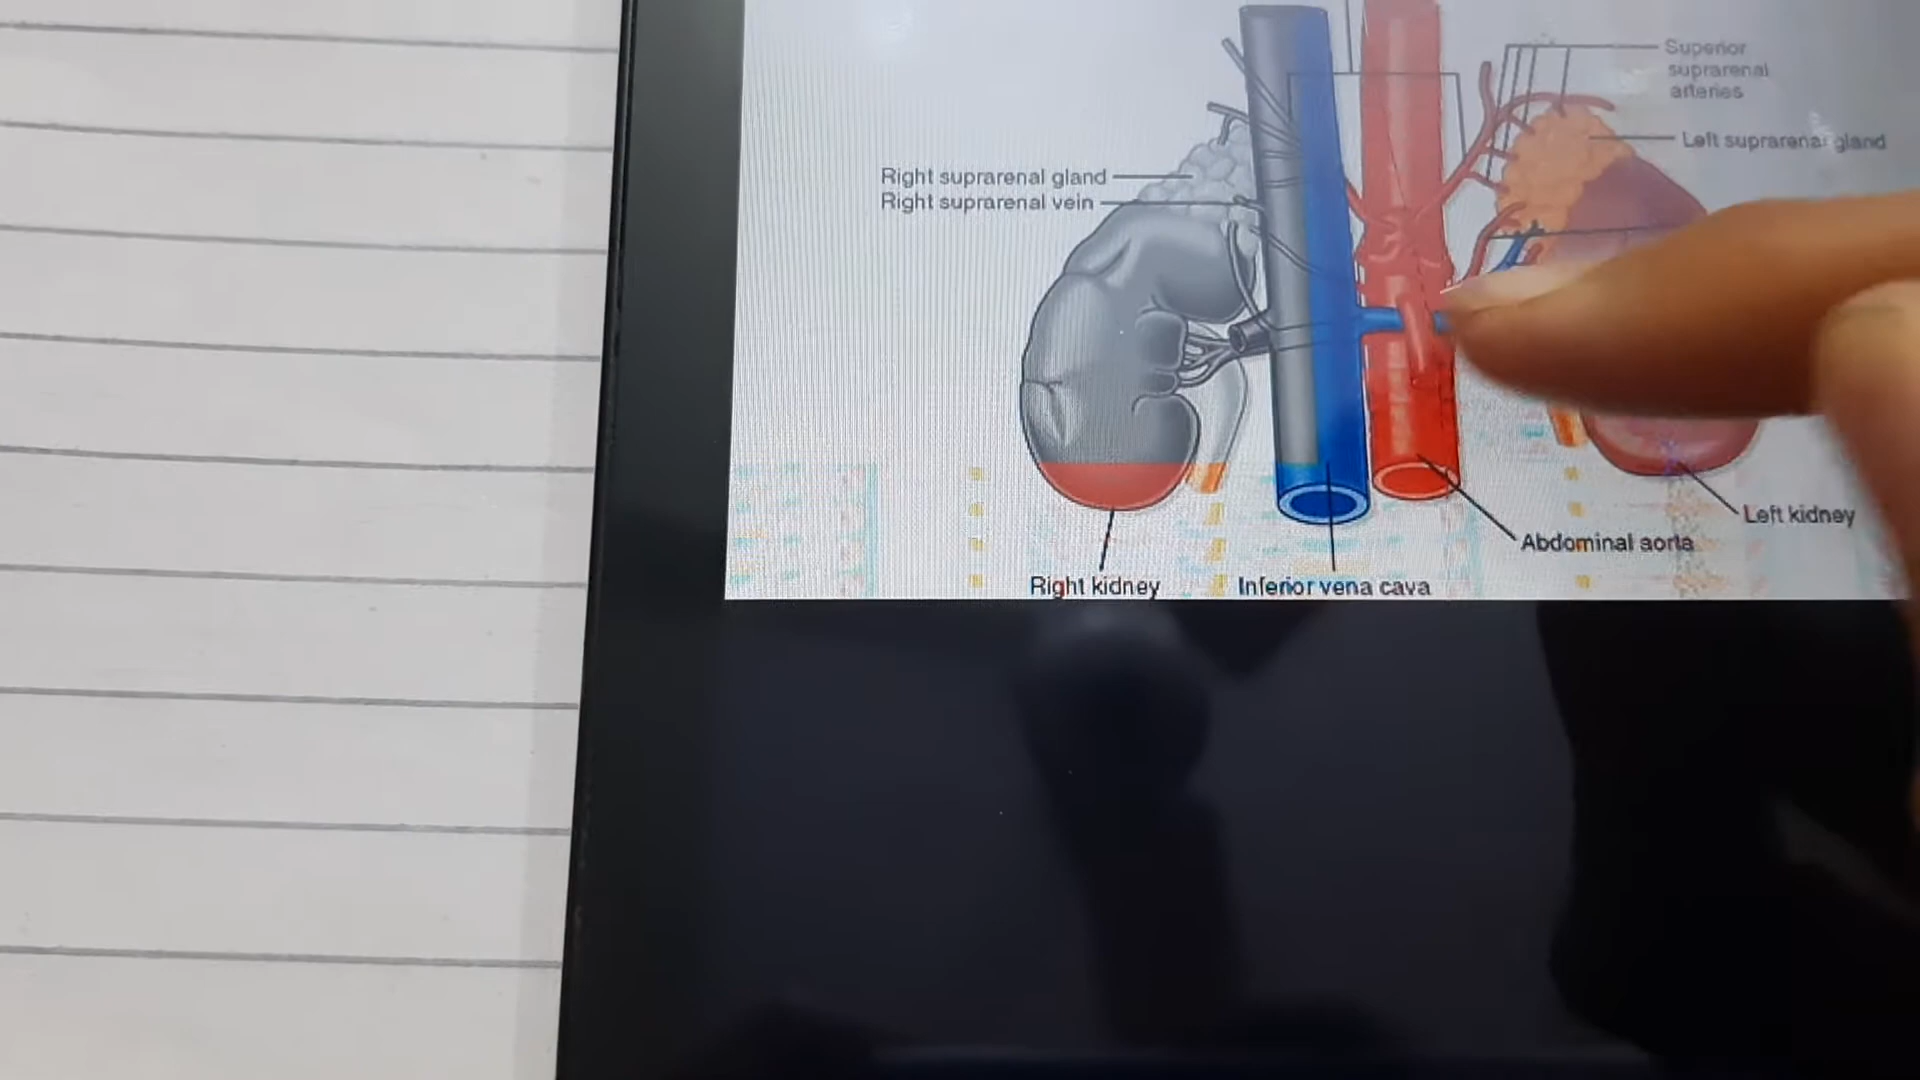 Superior
suprarenal
arteries
Left suprarenal gland
Right suprarenal gland
Right suprarenal vein
Left kidney
Abdominal aorta
Right kidney
Inferior vena cava